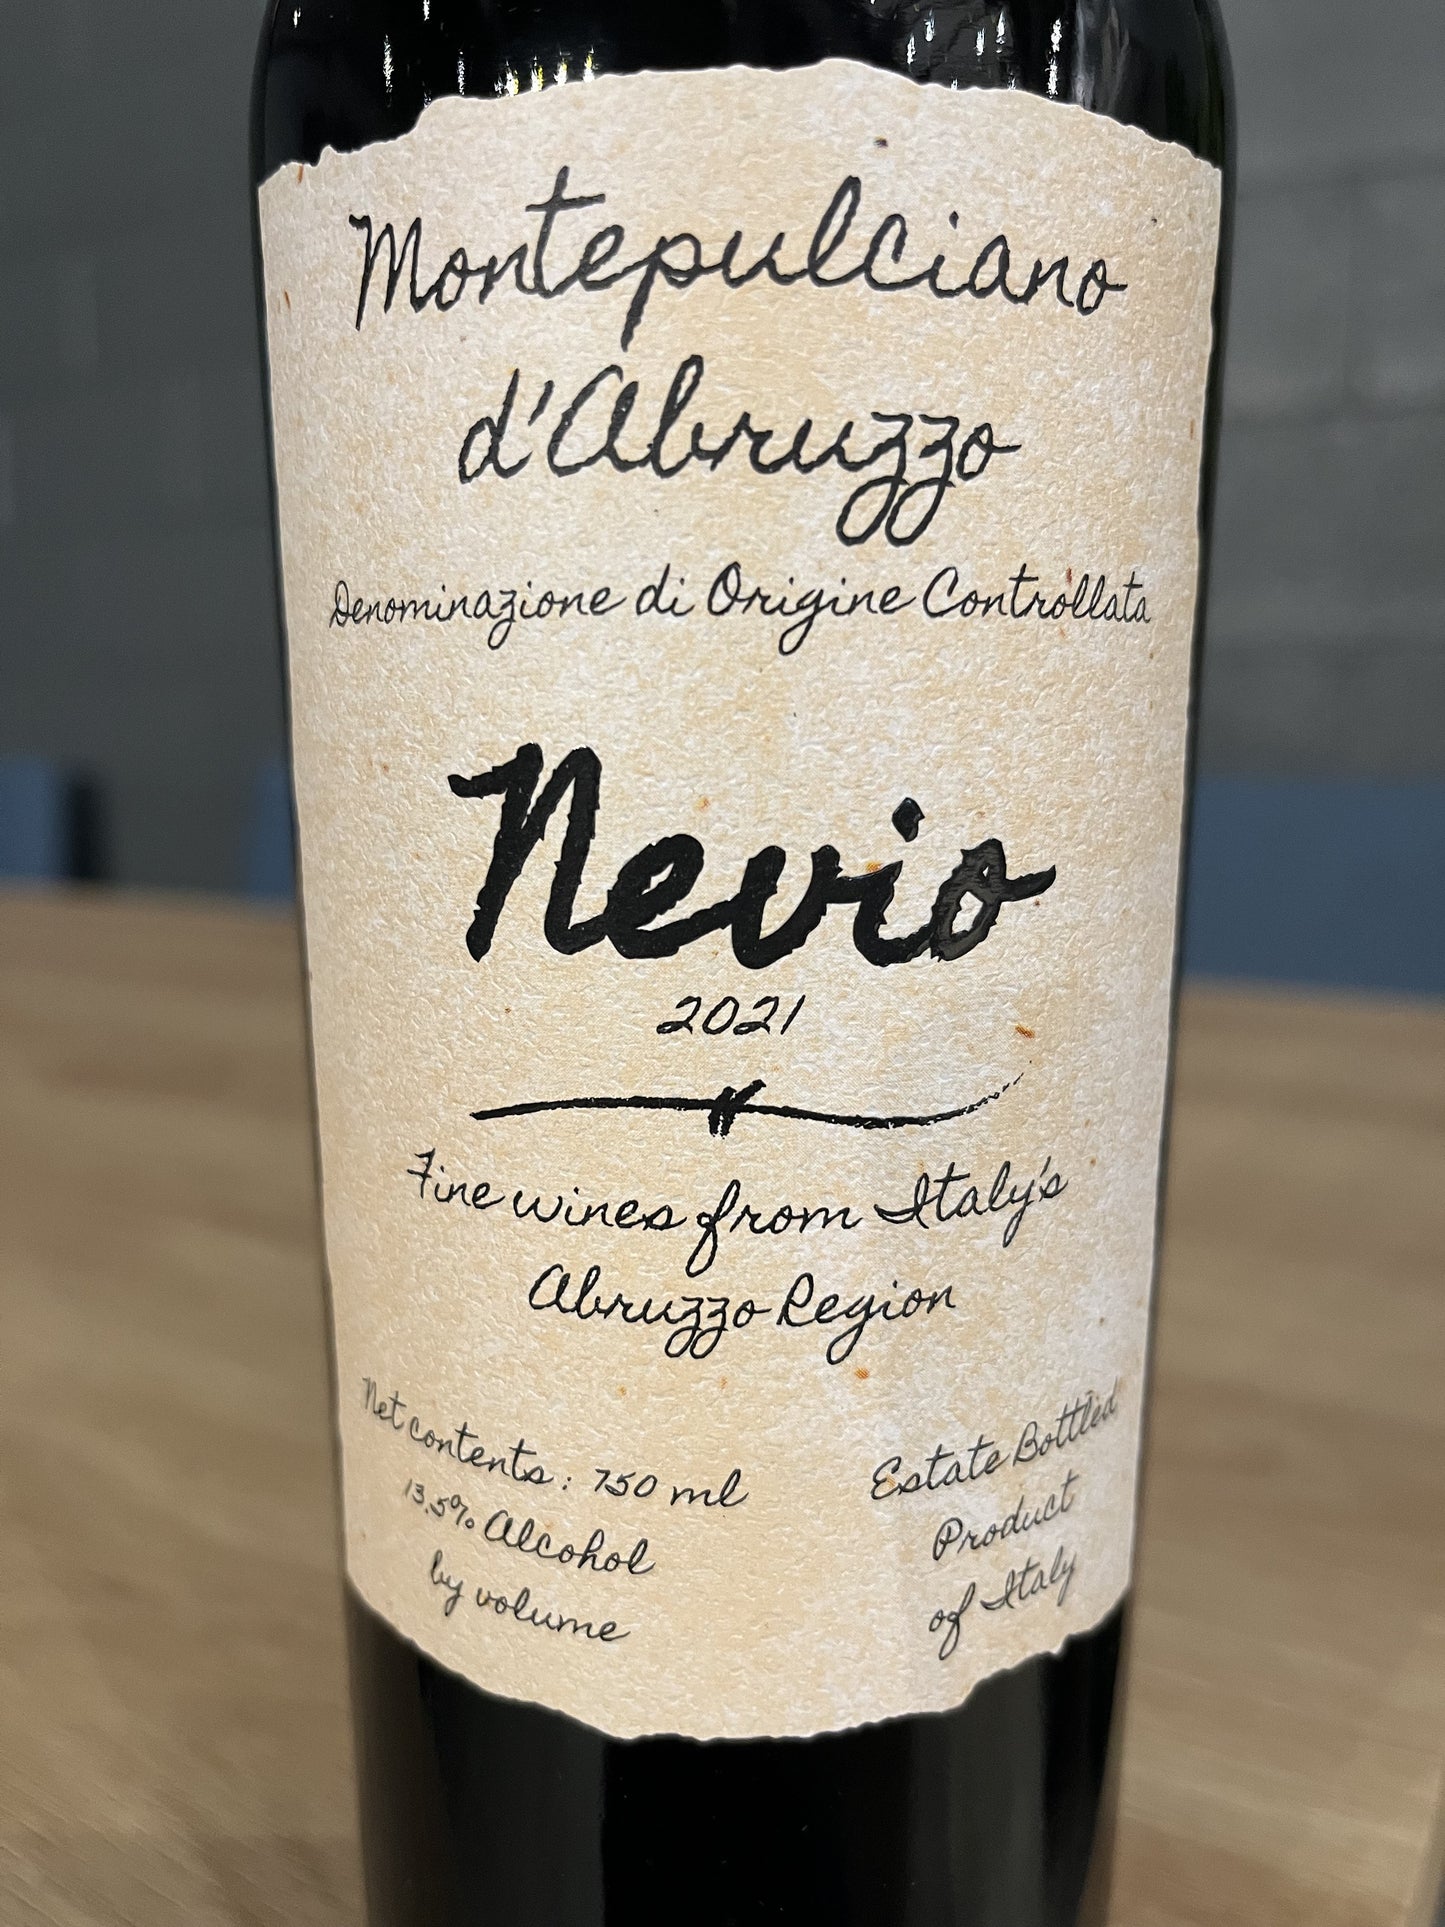 Montepulciano
d'Abruzzo
Denominazione di Origine Controllata
Nevio
2021
Fine wines from Italy's
Abruzzo Region
Net contents: 750 ml
13.5% Alcohol
by volume
Estate Bottled
Product
of Italy